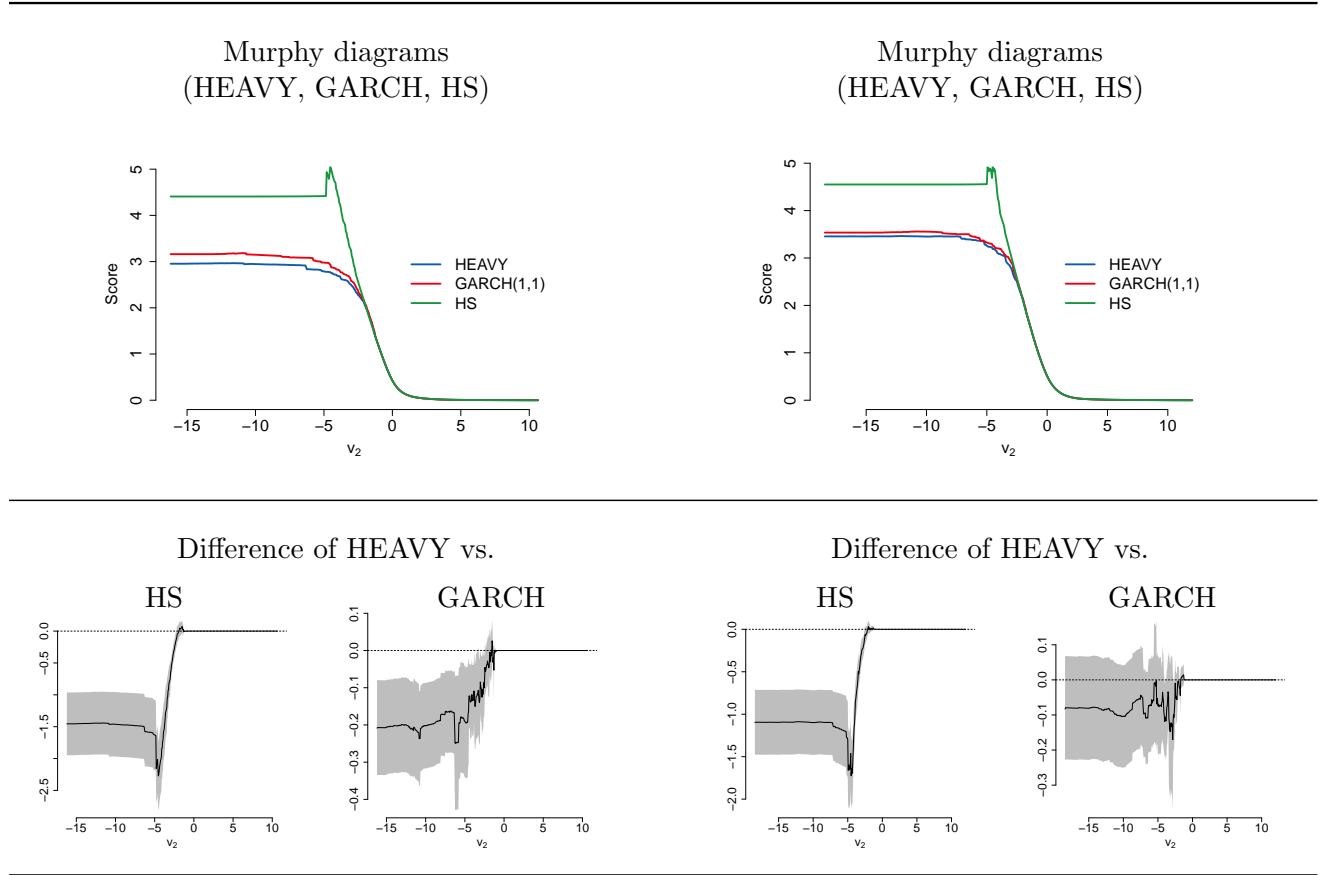 Murphy diagrams
(HEAVY, GARCH, HS)
Score
0 1 2 3 4 5
−15 −10 −5 0 5 10
v2
HEAVY
GARCH(1,1)
HS
Murphy diagrams
(HEAVY, GARCH, HS)
Score
0 1 2 3 4 5
−15 −10 −5 0 5 10
v2
HEAVY
GARCH(1,1)
HS
Difference of HEAVY vs.
HS
0.0 −0.5 −1.5 −2.5
−15 −10 −5 0 5 10
v2
GARCH
0.1 0.0 −0.1 −0.2 −0.3 −0.4
−15 −10 −5 0 5 10
v2
Difference of HEAVY vs.
HS
0.0 −0.5 −1.0 −1.5 −2.0
−15 −10 −5 0 5 10
v2
GARCH
0.1 0.0 −0.1 −0.2 −0.3
−15 −10 −5 0 5 10
v2